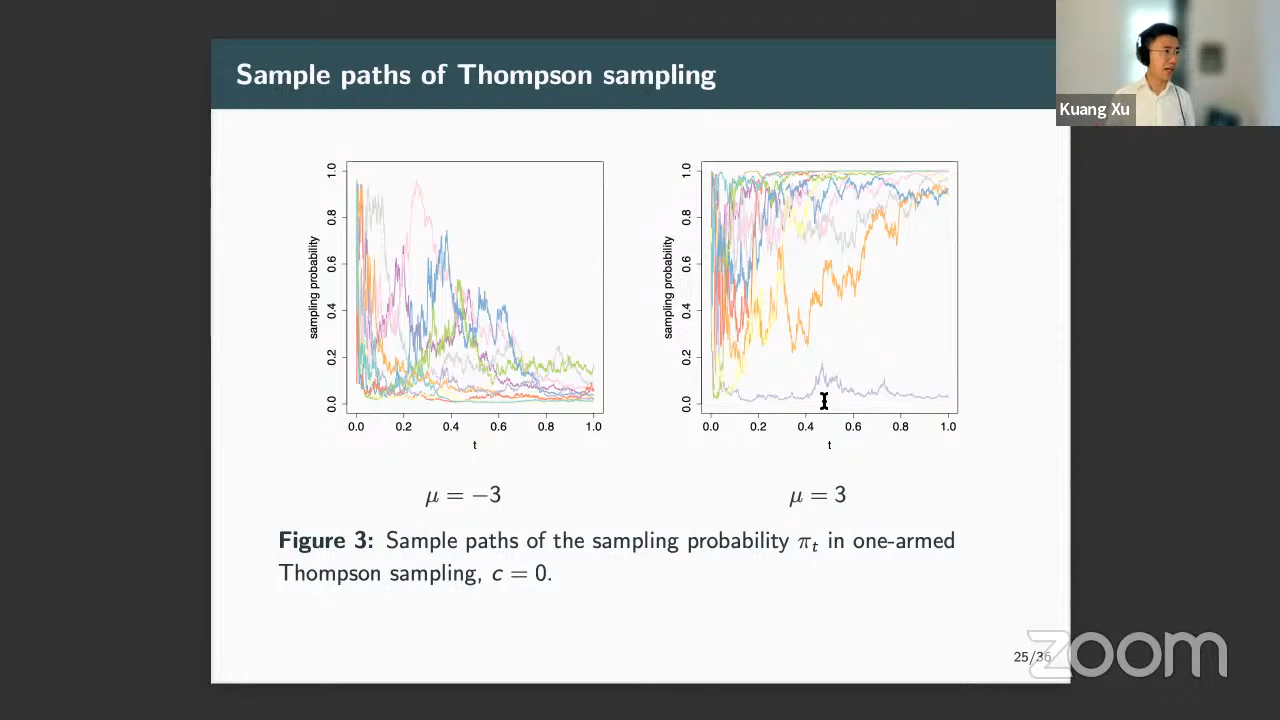 Sample paths of Thompson sampling
Kuang Xu
sampling probability
0.0 0.2 0.4 0.6 0.8 1.0
0.0 0.2 0.4 0.6 0.8 1.0
t
sampling probability
0.0 0.2 0.4 0.6 0.8 1.0
0.0 0.2 0.4 0.6 0.8 1.0
t
μ = −3
μ = 3
Figure 3: Sample paths of the sampling probability πt in one-armed
Thompson sampling, c = 0.
25/36
zoom